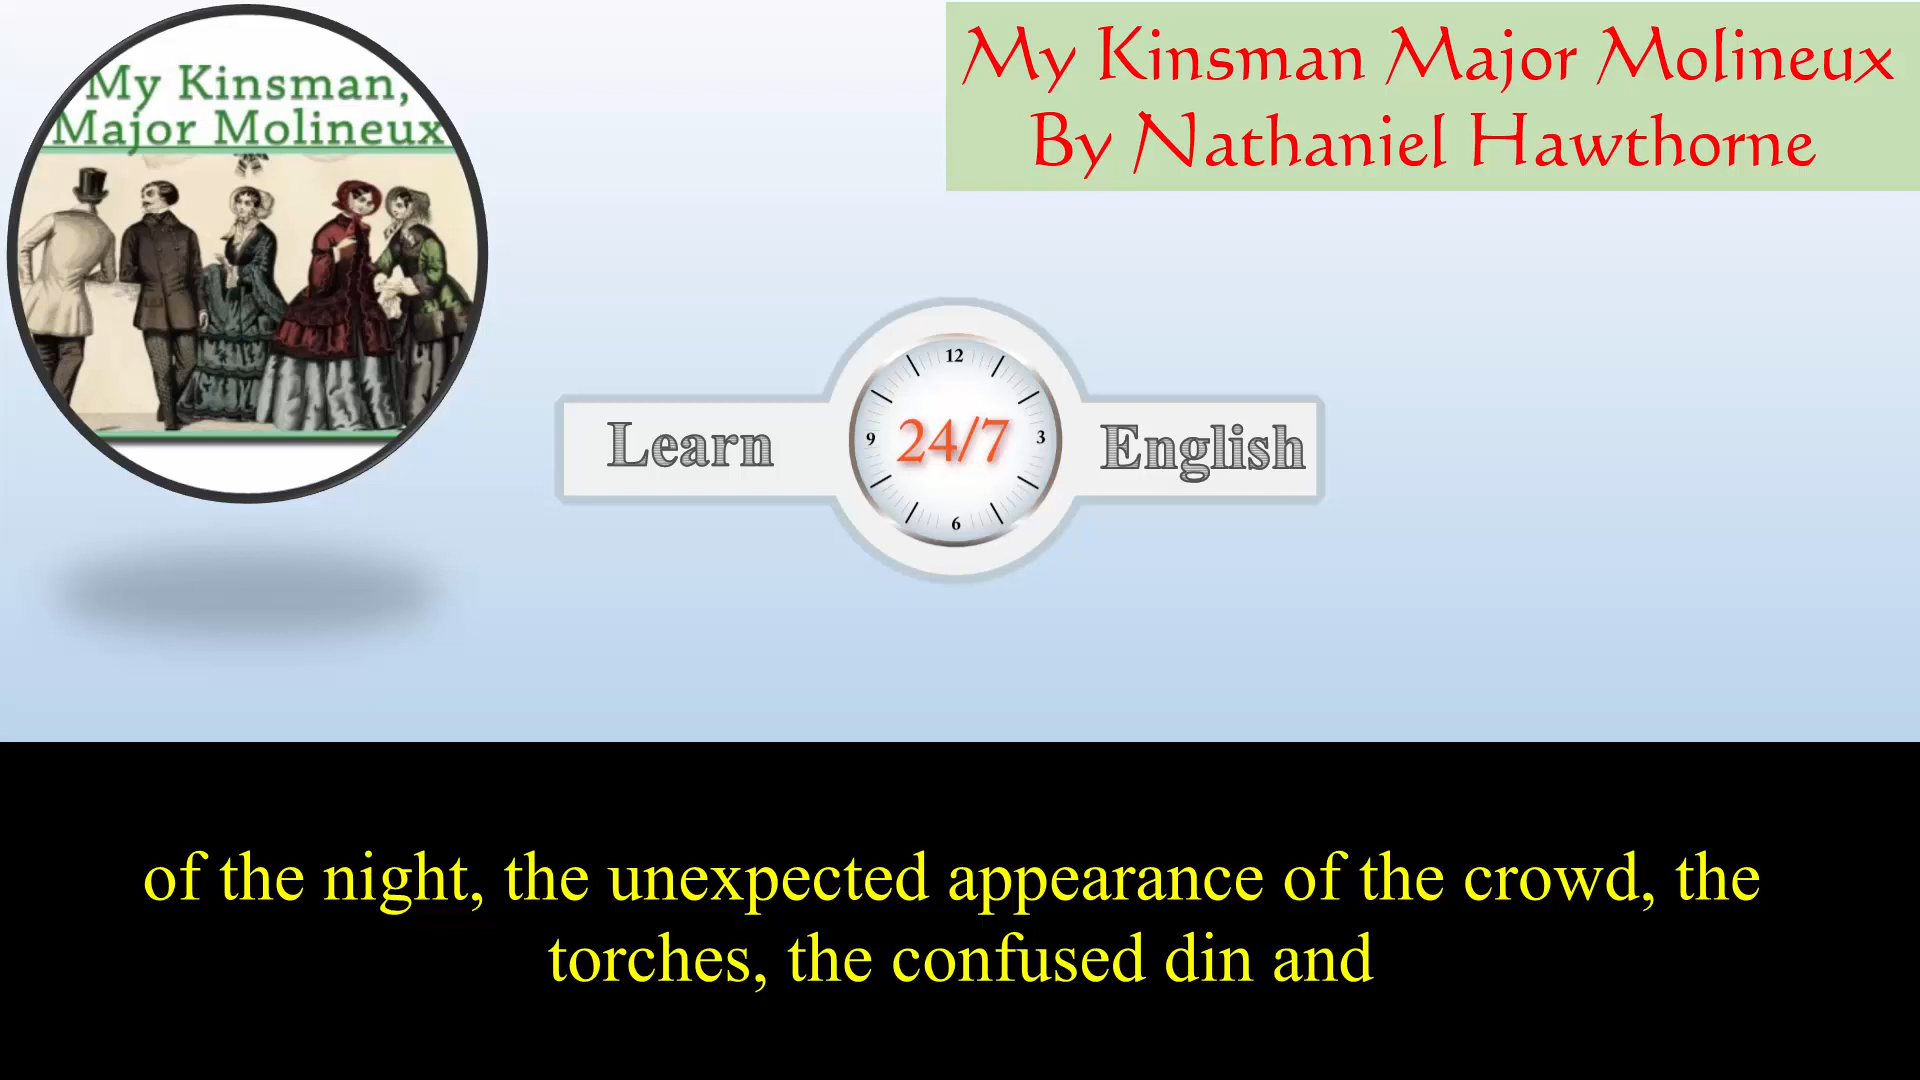 My Kinsman,
Major Molineux
My Kinsman Major Molineux
By Nathaniel Hawthorne
12
Learn
9
24/7
3
English
6
of the night, the unexpected appearance of the crowd, the
torches, the confused din and